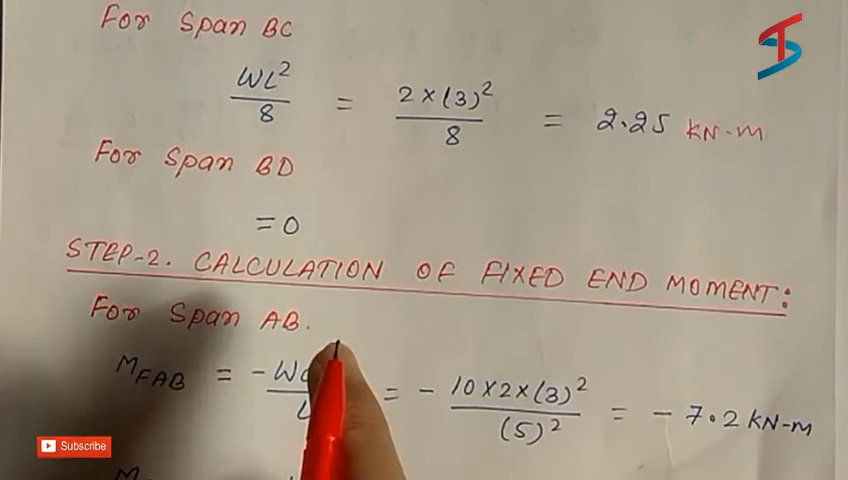 For Span BC
WL²/8 = 2×(3)²/8 = 2.25 KN-m
For Span BD
=0
STEP-2. CALCULATION OF FIXED END MOMENT:
For Span AB.
M_FAB = - = - 10×2×(3)²/(5)² = - 7.2 KN-m
Subscribe